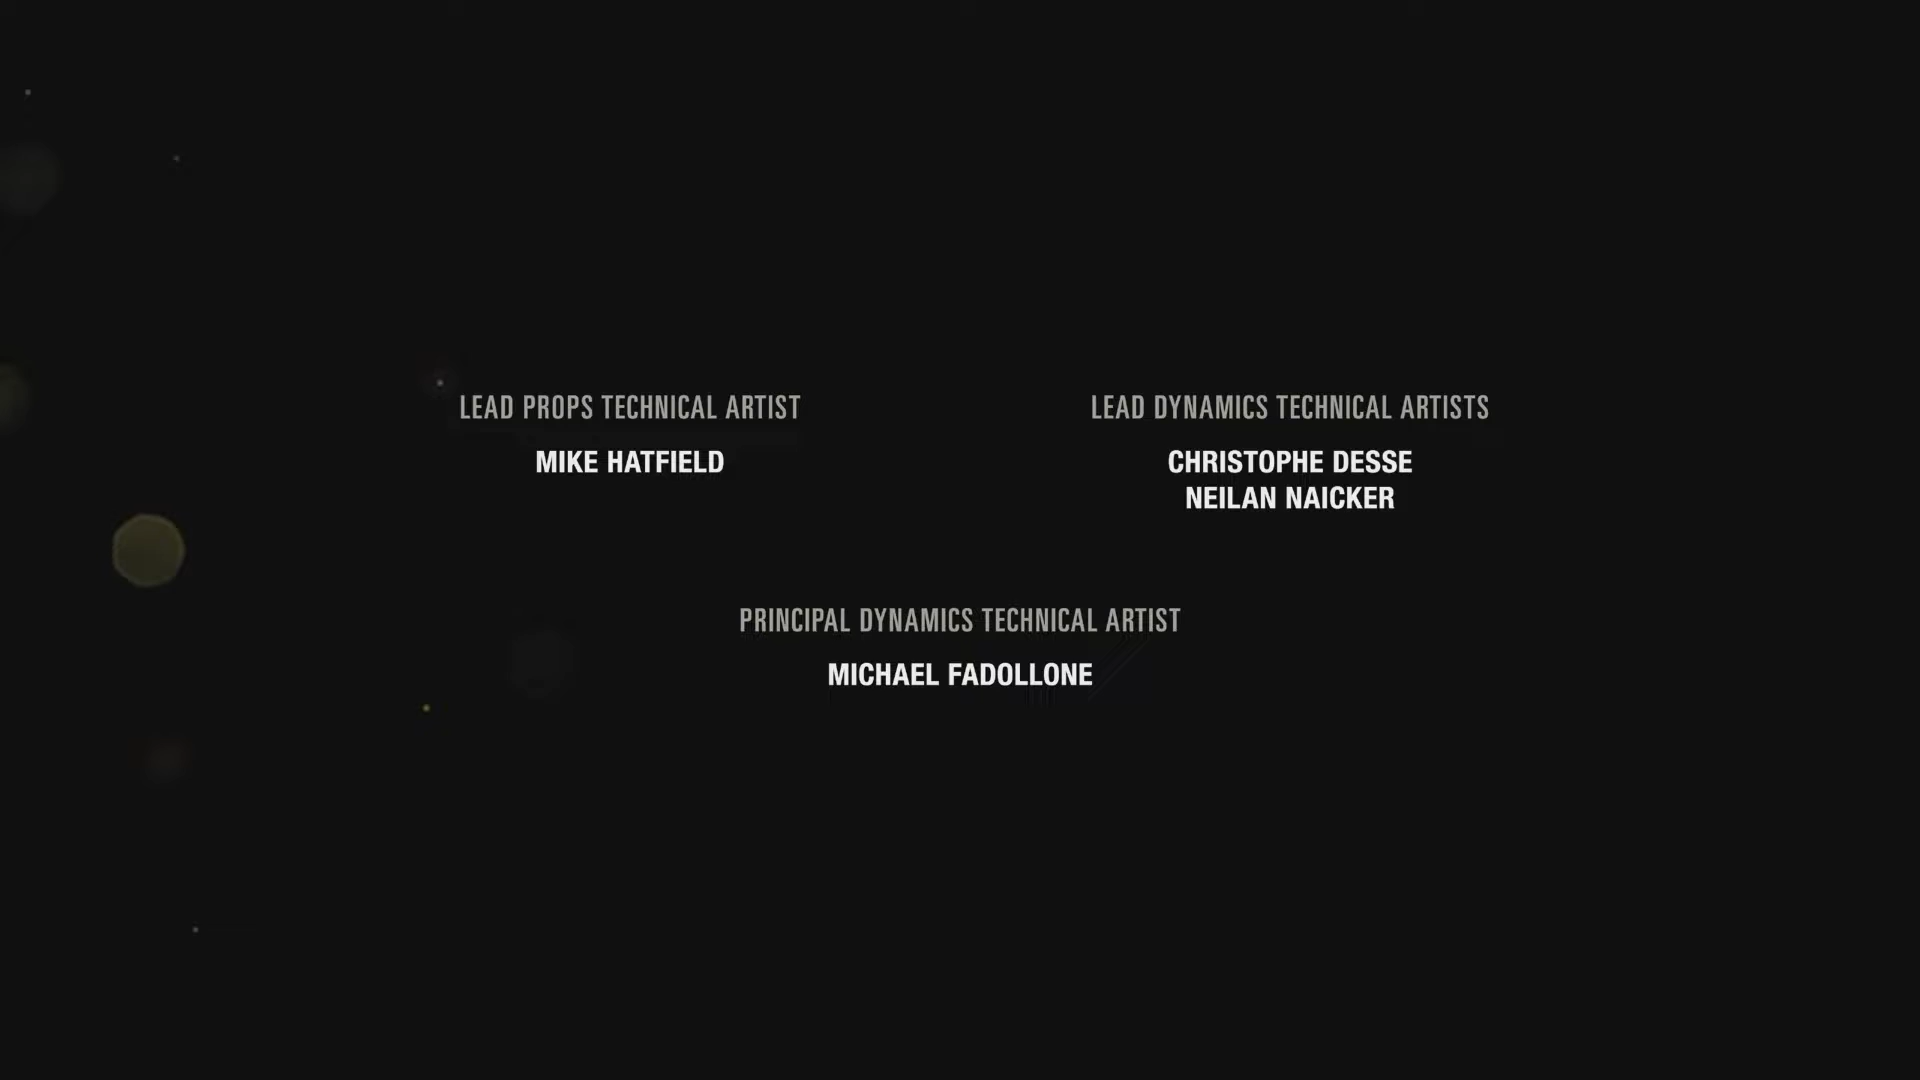 LEAD PROPS TECHNICAL ARTIST
MIKE HATFIELD
LEAD DYNAMICS TECHNICAL ARTISTS
CHRISTOPHE DESSE
NEILAN NAICKER
PRINCIPAL DYNAMICS TECHNICAL ARTIST
MICHAEL FADOLLONE